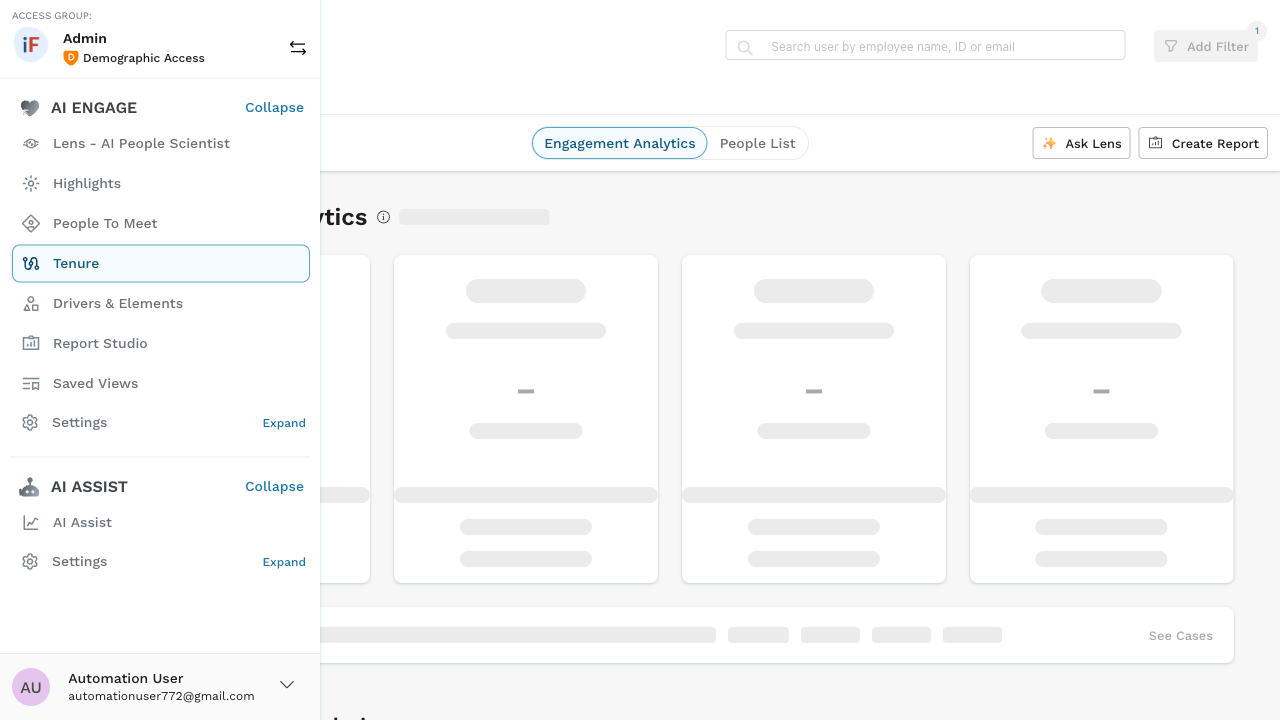 ACCESS GROUP:
iF
Admin
D
Demographic Access
AI ENGAGE
Collapse
Lens - AI People Scientist
Highlights
People To Meet
Tenure
Drivers & Elements
Report Studio
Saved Views
Settings
Expand
AI ASSIST
Collapse
AI Assist
Settings
Expand
AU
Automation User
automationuser772@gmail.com
Search user by employee name, ID or email
Add Filter
1
Engagement Analytics
People List
Ask Lens
Create Report
ytics
See Cases